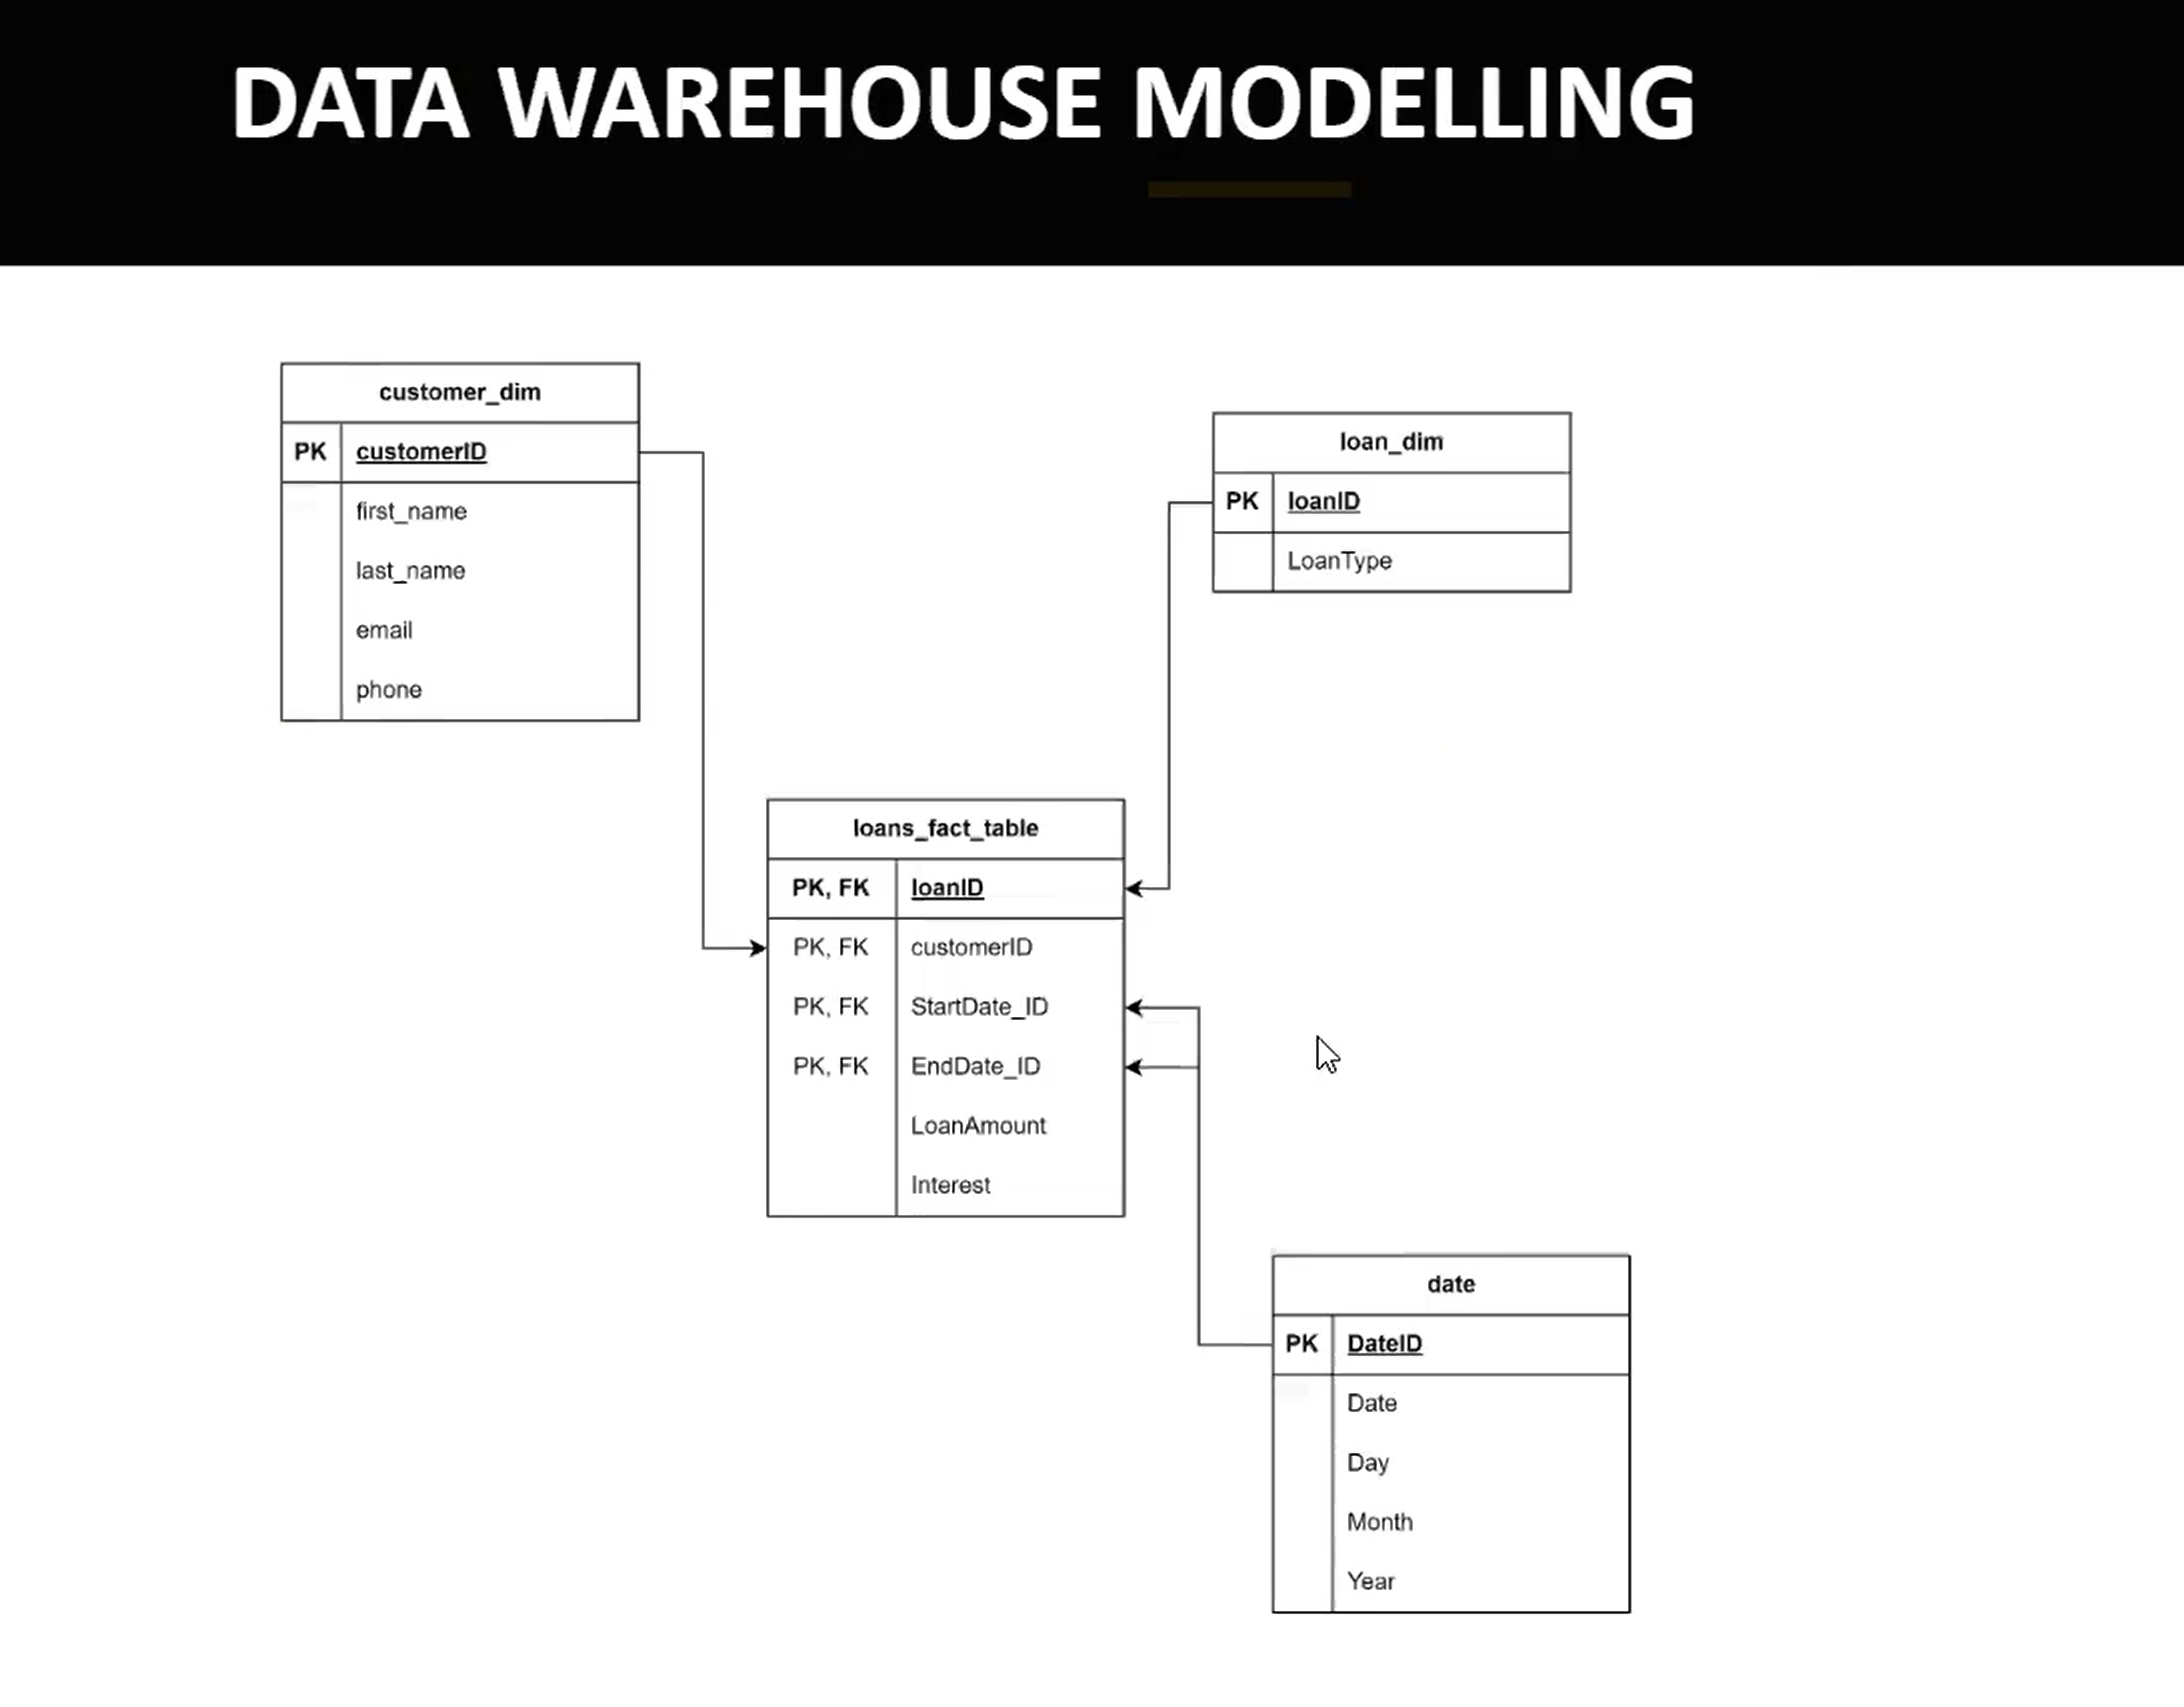 DATA WAREHOUSE MODELLING
customer_dim
PK customerID
first_name
last_name
email
phone
loan_dim
PK loanID
LoanType
loans_fact_table
PK, FK loanID
PK, FK customerID
PK, FK StartDate_ID
PK, FK EndDate_ID
LoanAmount
Interest
date
PK DateID
Date
Day
Month
Year